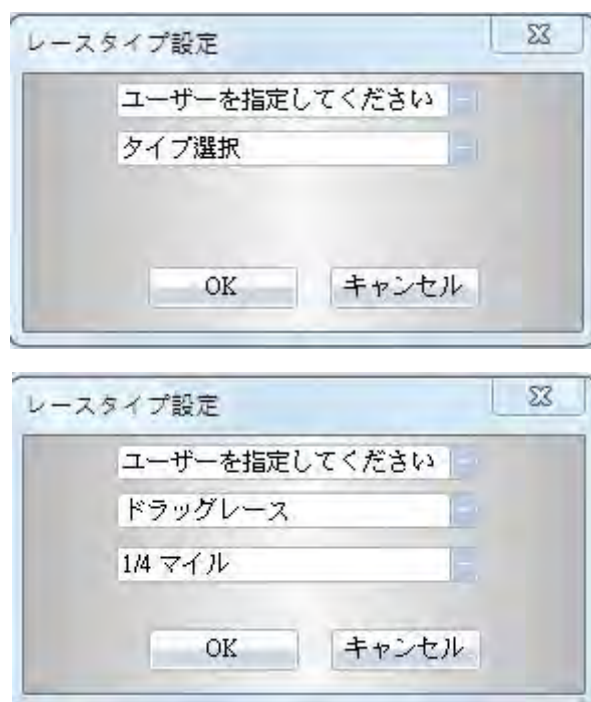 レースタイプ設定
ユーザーを指定してください
タイプ選択
OK キャンセル
レースタイプ設定
ユーザーを指定してください
ドラッグレース
1/4 マイル
OK キャンセル